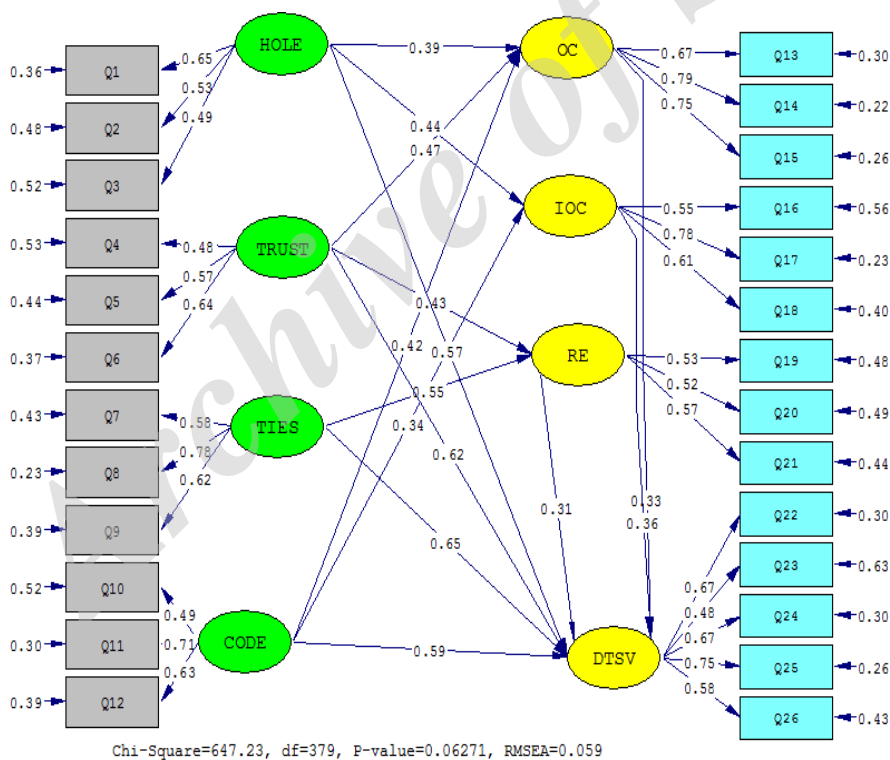 Archive of
HOLE
OC
0.39
0.36 Q1 0.65
0.48 Q2 0.53
0.52 Q3 0.49
0.53 Q4 0.48
0.44 Q5 0.57
0.37 Q6 0.64
0.43 Q7 0.58
0.23 Q8 0.78
0.39 Q9 0.62
0.52 Q10 0.49
0.30 Q11 0.71
0.39 Q12 0.63
TRUST
TIES
CODE
0.44
0.47
0.43
0.42
0.57
0.55
0.34
0.62
0.65
0.59
0.31
0.33
0.36
IOC
RE
DTSV
0.67 Q13 0.30
0.79 Q14 0.22
0.75 Q15 0.26
0.55 Q16 0.56
0.78 Q17 0.23
0.61 Q18 0.40
0.53 Q19 0.48
0.52 Q20 0.49
0.57 Q21 0.44
0.67 Q22 0.30
0.48 Q23 0.63
0.67 Q24 0.30
0.75 Q25 0.26
0.58 Q26 0.43
Chi-Square=647.23, df=379, P-value=0.06271, RMSEA=0.059